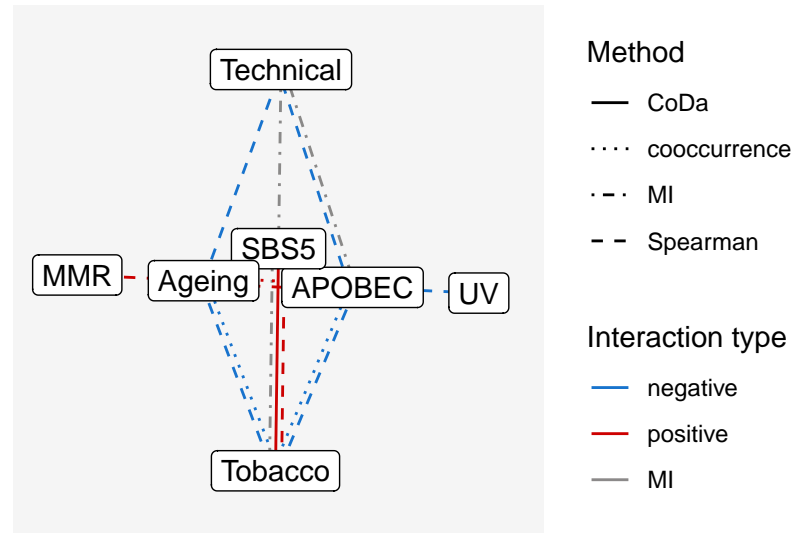 Technical
SBS5
MMR
Ageing
APOBEC
UV
Tobacco
Method
CoDa
cooccurrence
MI
Spearman
Interaction type
negative
positive
MI